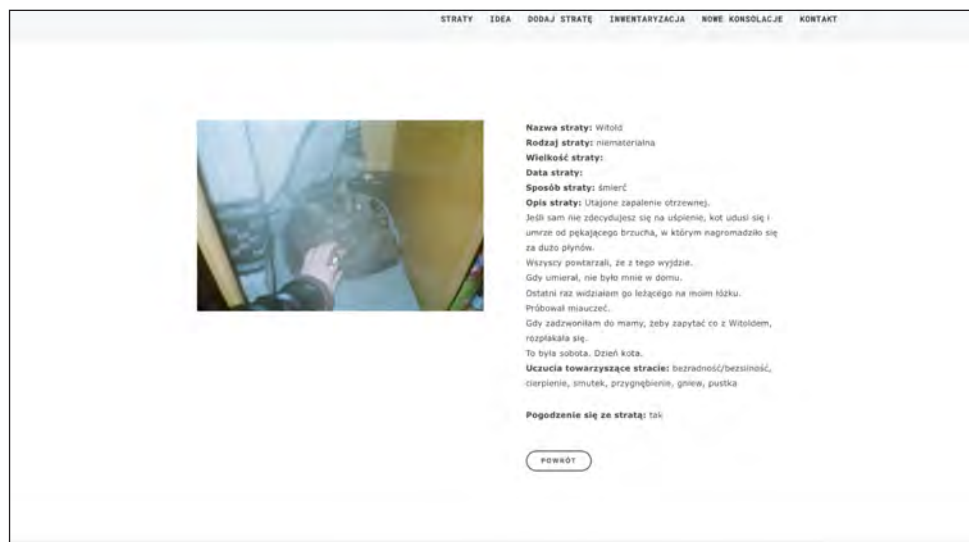 STRATY IDEA DODAJ STRATĘ INWENTARYZACJA NOWE KONSOLACJE KONTAKT
Nazwa straty: Witold
Rodzaj straty: niematerialna
Wielkość straty:
Data straty:
Sposób straty: śmierć
Opis straty: Utajone zapalenie otrzewnej.
Jeśli sam nie zdecydujesz się na uśpienie, kot udusi się i
umrze od pękającego brzucha, w którym nagromadziło się
za dużo płynów.
Wszyscy powtarzali, że z tego wyjdzie.
Gdy umierał, nie było mnie w domu.
Ostatni raz widziałam go leżącego na moim łóżku.
Próbował miauczeć.
Gdy zadzwoniłam do mamy, żeby zapytać co z Witoldem,
rozpłakała się.
To była sobota. Dzień kota.
Uczucia towarzyszące stracie: bezradność/bezsilność,
cierpienie, smutek, przygnębienie, gniew, pustka
Pogodzenie się ze stratą: tak
POWRÓT